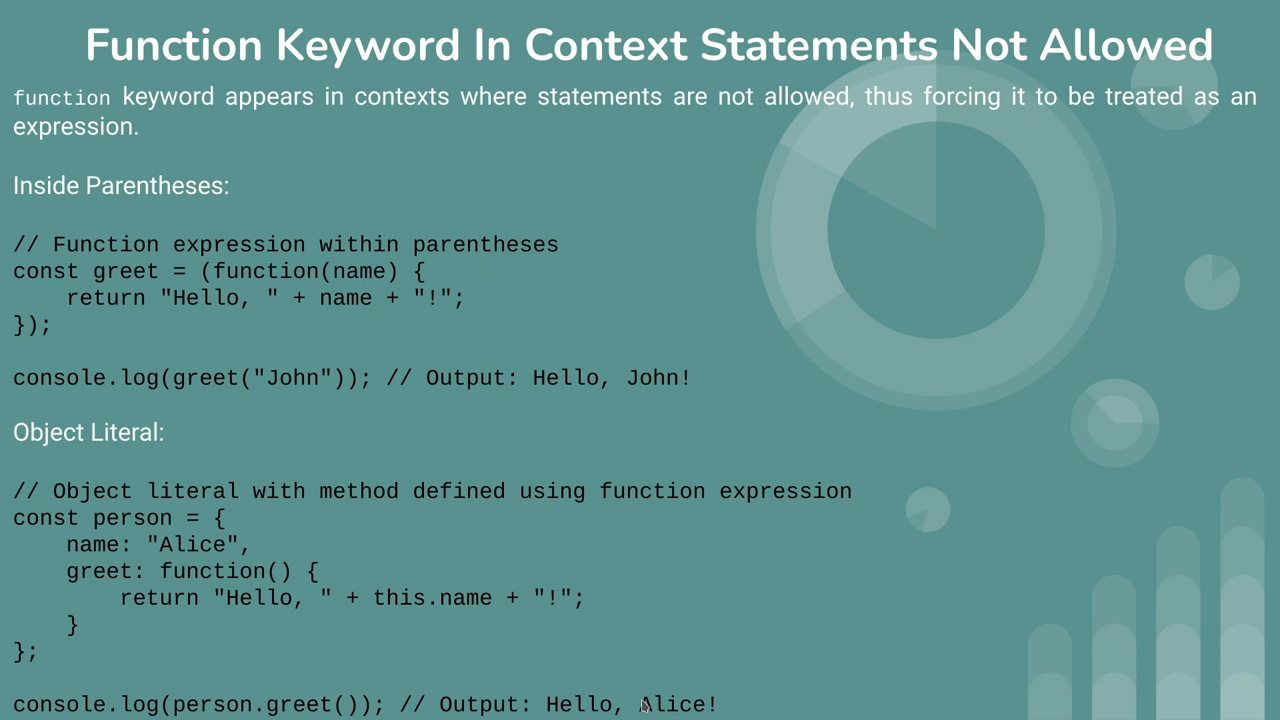 Function Keyword In Context Statements Not Allowed
function keyword appears in contexts where statements are not allowed, thus forcing it to be treated as an
expression.
Inside Parentheses:
// Function expression within parentheses
const greet = (function(name) {
    return "Hello, " + name + "!";
});
console.log(greet("John")); // Output: Hello, John!
Object Literal:
// Object literal with method defined using function expression
const person = {
    name: "Alice",
    greet: function() {
        return "Hello, " + this.name + "!";
    }
};
console.log(person.greet()); // Output: Hello, Alice!